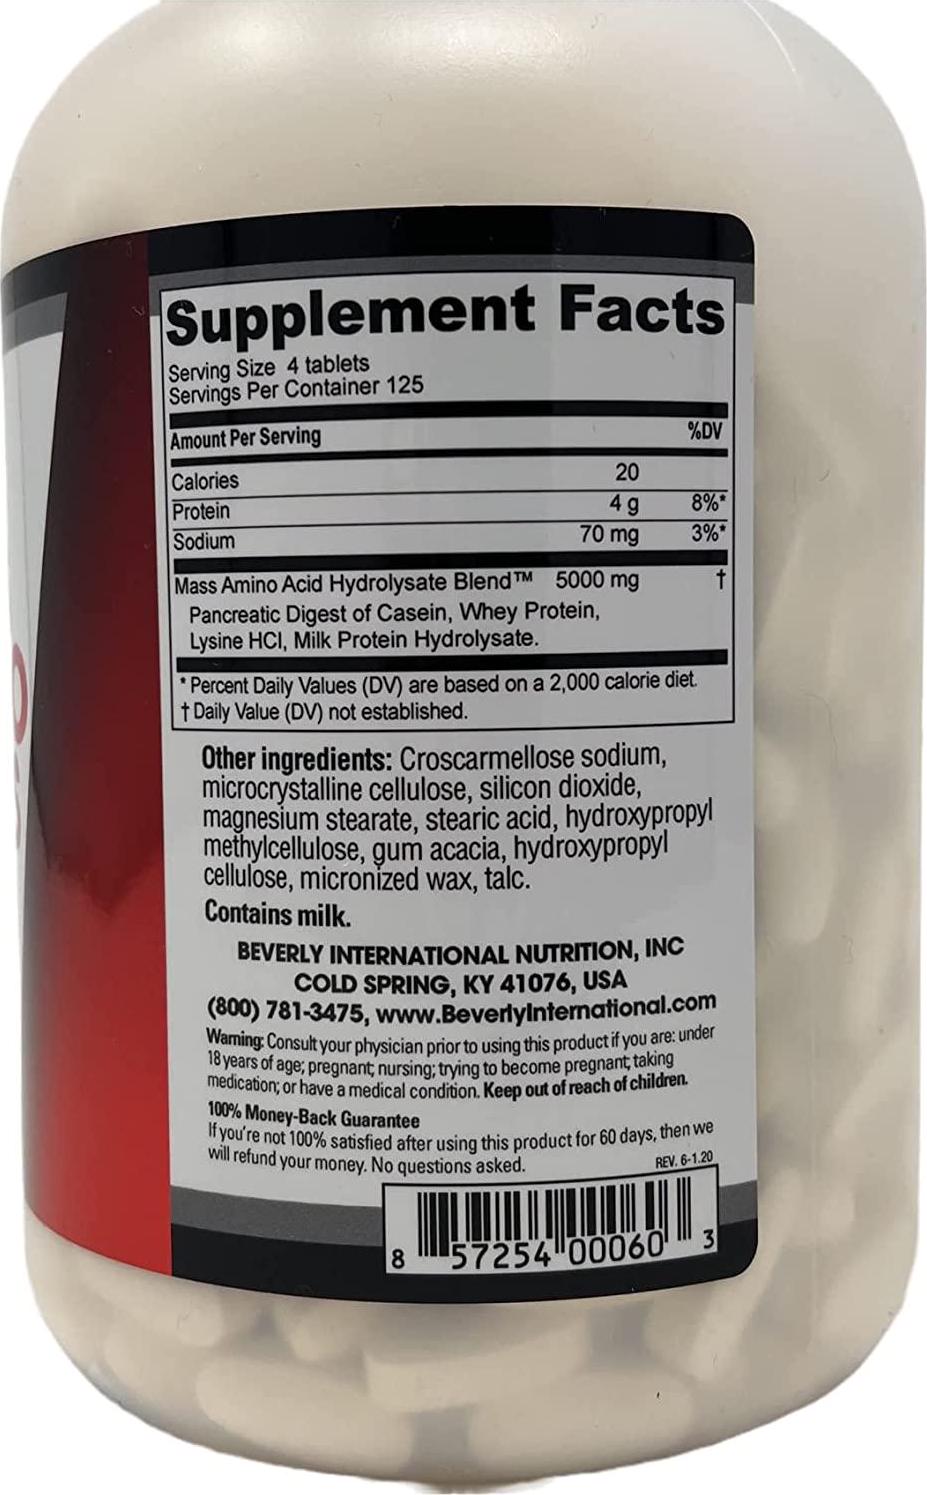 Supplement Facts
Serving Size 4 tablets
Servings Per Container 125
Amount Per Serving %DV
Calories 20
Protein 4 g 8%*
Sodium 70 mg 3%*
Mass Amino Acid Hydrolysate Blend™ 5000 mg †
Pancreatic Digest of Casein, Whey Protein,
Lysine HCl, Milk Protein Hydrolysate.
* Percent Daily Values (DV) are based on a 2,000 calorie diet.
† Daily Value (DV) not established.
Other ingredients: Croscarmellose sodium,
microcrystalline cellulose, silicon dioxide,
magnesium stearate, stearic acid, hydroxypropyl
methylcellulose, gum acacia, hydroxypropyl
cellulose, micronized wax, talc.
Contains milk.
BEVERLY INTERNATIONAL NUTRITION, INC
COLD SPRING, KY 41076, USA
(800) 781-3475, www.BeverlyInternational.com
Warning: Consult your physician prior to using this product if you are: under
18 years of age; pregnant; nursing; trying to become pregnant; taking
medication; or have a medical condition. Keep out of reach of children.
100% Money-Back Guarantee
If you're not 100% satisfied after using this product for 60 days, then we
will refund your money. No questions asked.
REV. 6-1.20
8 57254 00060 3